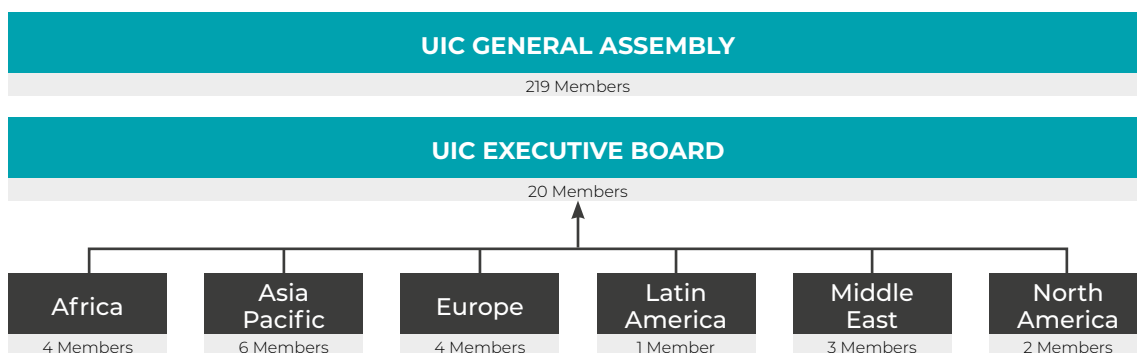 UIC GENERAL ASSEMBLY
219 Members
UIC EXECUTIVE BOARD
20 Members
Africa
4 Members
Asia
Pacific
6 Members
Europe
4 Members
Latin
America
1 Member
Middle
East
3 Members
North
America
2 Members